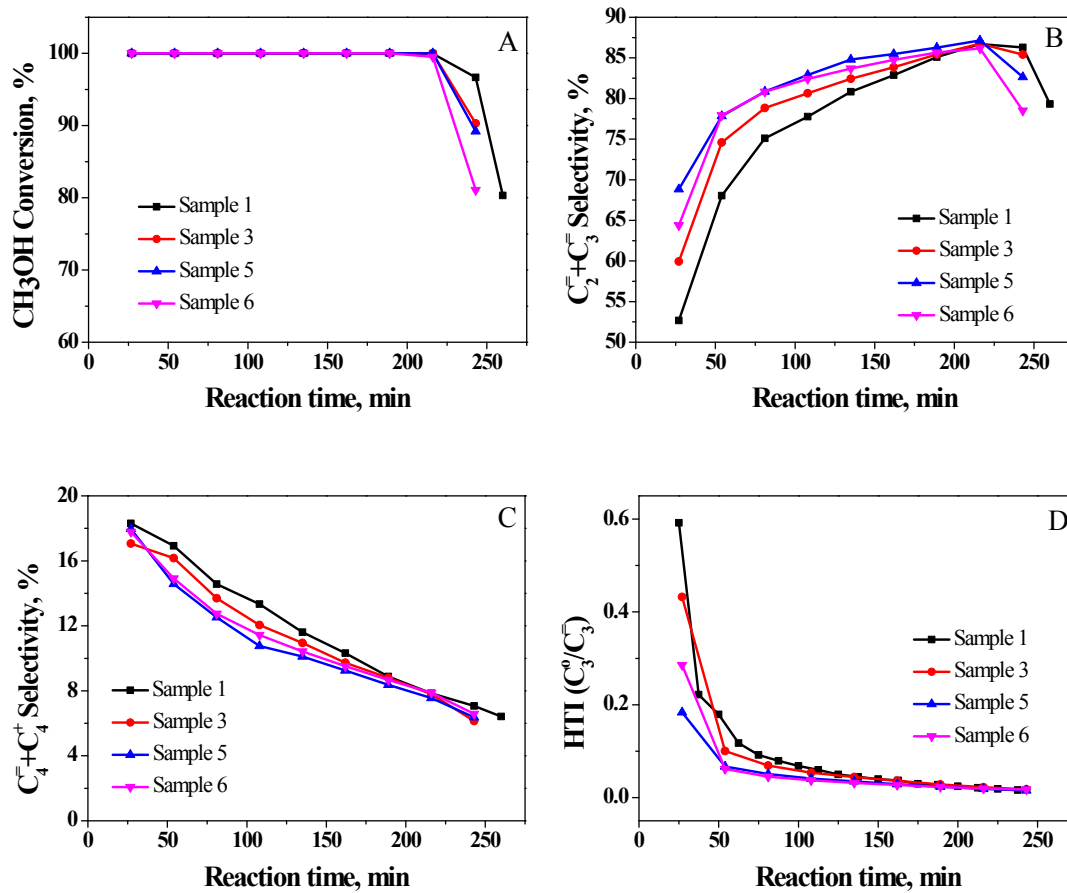 A
CH3OH Conversion, %
100
90
80
70
60
Sample 1
Sample 3
Sample 5
Sample 6
0 50 100 150 200 250
Reaction time, min
B
C₂⁼+C₃⁼ Selectivity, %
90
85
80
75
70
65
60
55
50
Sample 1
Sample 3
Sample 5
Sample 6
0 50 100 150 200 250
Reaction time, min
C
C₄⁼+C₄⁺ Selectivity, %
20
16
12
8
4
0
Sample 1
Sample 3
Sample 5
Sample 6
0 50 100 150 200 250
Reaction time, min
D
HTI (C₃⁰/C₃⁼)
0.6
0.4
0.2
0.0
Sample 1
Sample 3
Sample 5
Sample 6
0 50 100 150 200 250
Reaction time, min